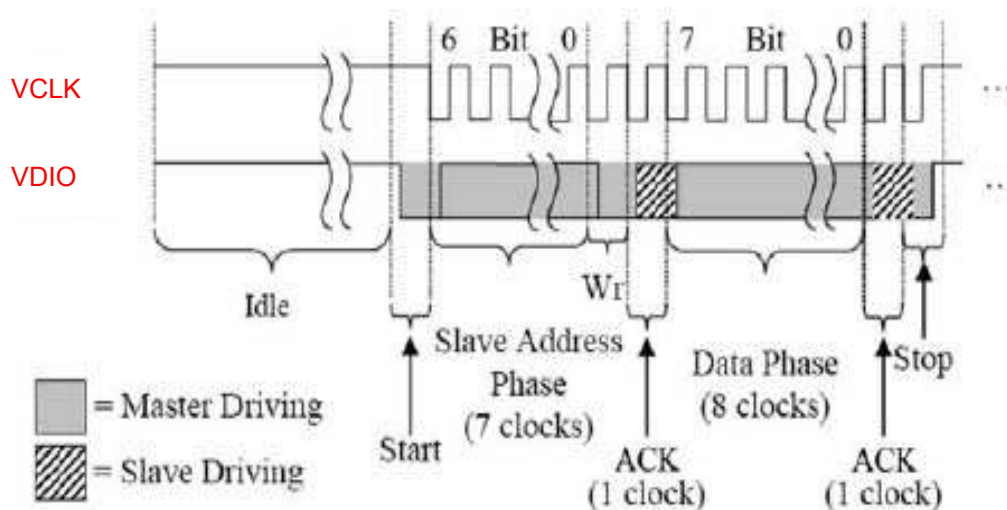 6 Bit 0 7 Bit 0
VCLK
...
VDIO
...
Idle
Wr
Slave Address
Phase
(7 clocks)
Data Phase
(8 clocks)
Stop
= Master Driving
= Slave Driving
Start
ACK
(1 clock)
ACK
(1 clock)